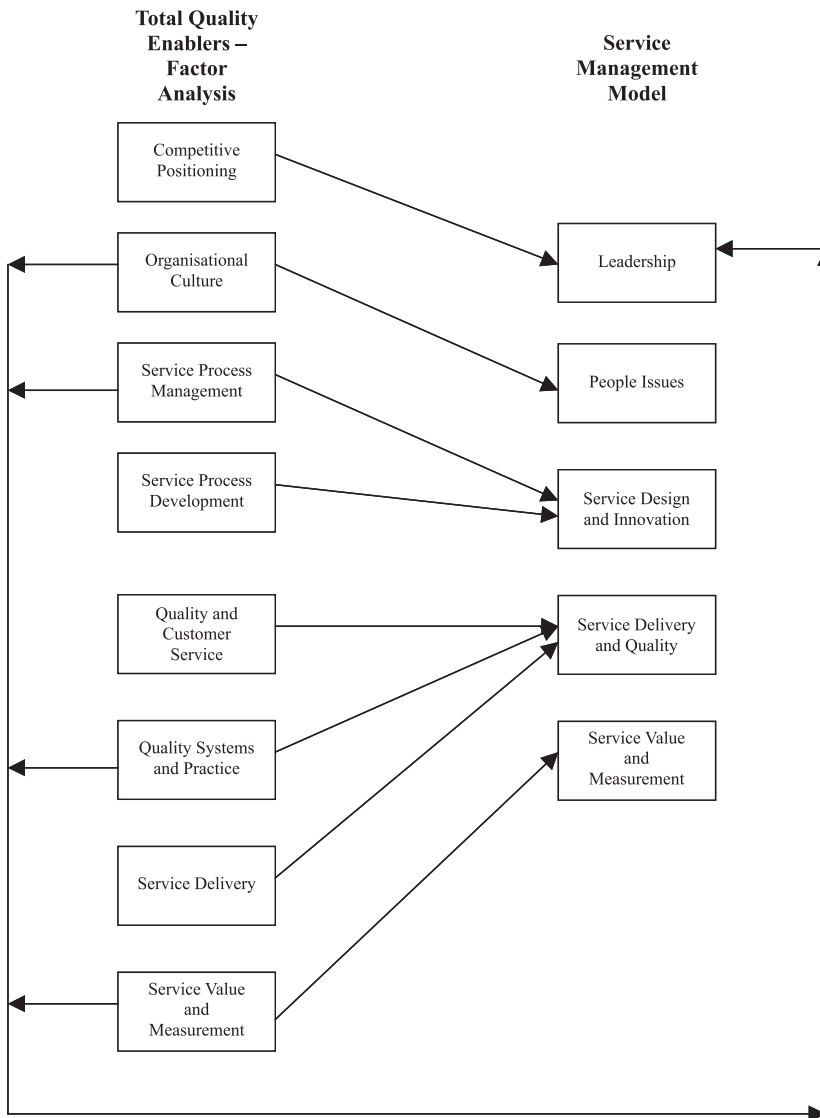 Total Quality
Enablers –
Factor
Analysis
Service
Management
Model
Competitive
Positioning
Organisational
Culture
Leadership
Service Process
Management
People Issues
Service Process
Development
Service Design
and Innovation
Quality and
Customer
Service
Service Delivery
and Quality
Quality Systems
and Practice
Service Value
and
Measurement
Service Delivery
Service Value
and
Measurement